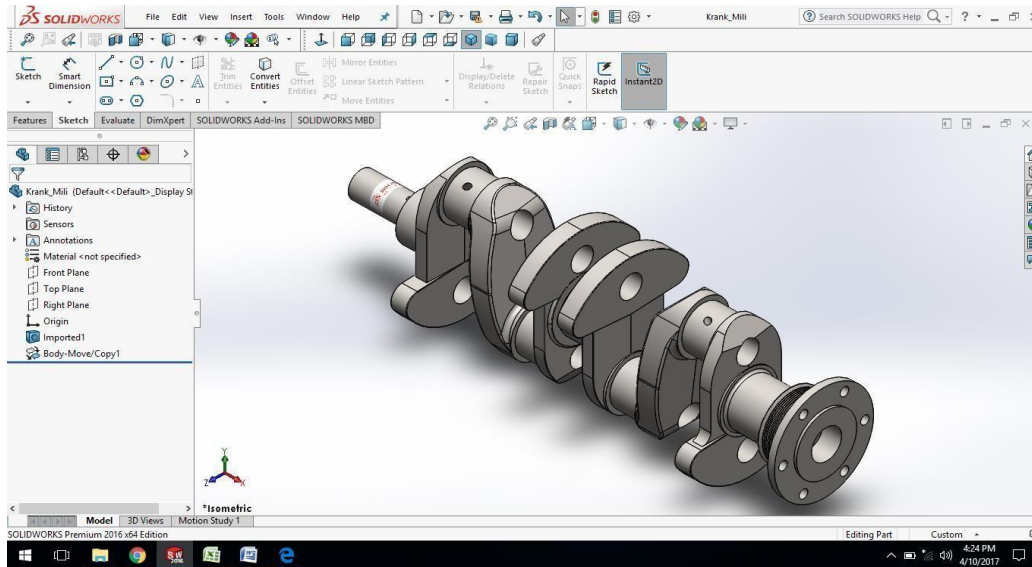 SOLIDWORKS File Edit View Insert Tools Window Help Krank_Mili Search SOLIDWORKS Help ?
Sketch
Smart Dimension
Trim Entities
Convert Entities
Offset Entities
Mirror Entities
Linear Sketch Pattern
Move Entities
Display/Delete Relations
Repair Sketch
Quick Snaps
Rapid Sketch
Instant2D
Features Sketch Evaluate DimXpert SOLIDWORKS Add-Ins SOLIDWORKS MBD
Krank_Mili (Default<<Default>_Display St
History
Sensors
A Annotations
Material <not specified>
Front Plane
Top Plane
Right Plane
Origin
Imported1
Body-Move/Copy1
Y
Z X
*Isometric
Model 3D Views Motion Study 1
SOLIDWORKS Premium 2016 x64 Edition Editing Part Custom
4:24 PM
4/10/2017